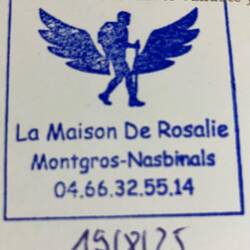 La Maison De Rosalie
Montgros-Nasbinals
04.66.32.55.14
15/8/25